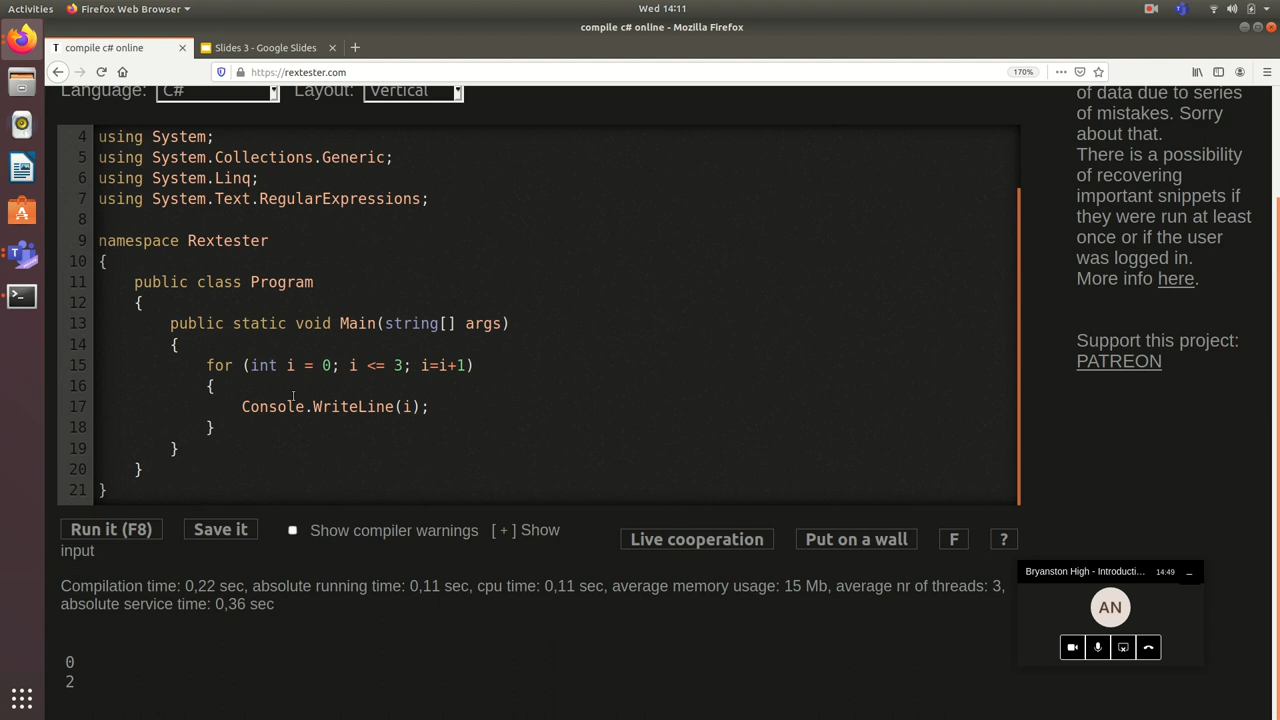 Activities Firefox Web Browser Wed 14:11
compile c# online - Mozilla Firefox
T compile c# online Slides 3 - Google Slides
https://rextester.com 170%
Language: C# Layout: Vertical
4 using System;
5 using System.Collections.Generic;
6 using System.Linq;
7 using System.Text.RegularExpressions;
8
9 namespace Rextester
10 {
11 public class Program
12 {
13 public static void Main(string[] args)
14 {
15 for (int i = 0; i <= 3; i=i+1)
16 {
17 Console.WriteLine(i);
18 }
19 }
20 }
21 }
of data due to series
of mistakes. Sorry
about that.
There is a possibility
of recovering
important snippets if
they were run at least
once or if the user
was logged in.
More info here.
Support this project:
PATREON
Run it (F8) Save it Show compiler warnings [ + ] Show
input
Live cooperation Put on a wall F ?
Compilation time: 0,22 sec, absolute running time: 0,11 sec, cpu time: 0,11 sec, average memory usage: 15 Mb, average nr of threads: 3,
absolute service time: 0,36 sec
0
2
Bryanston High - Introducti... 14:49
AN